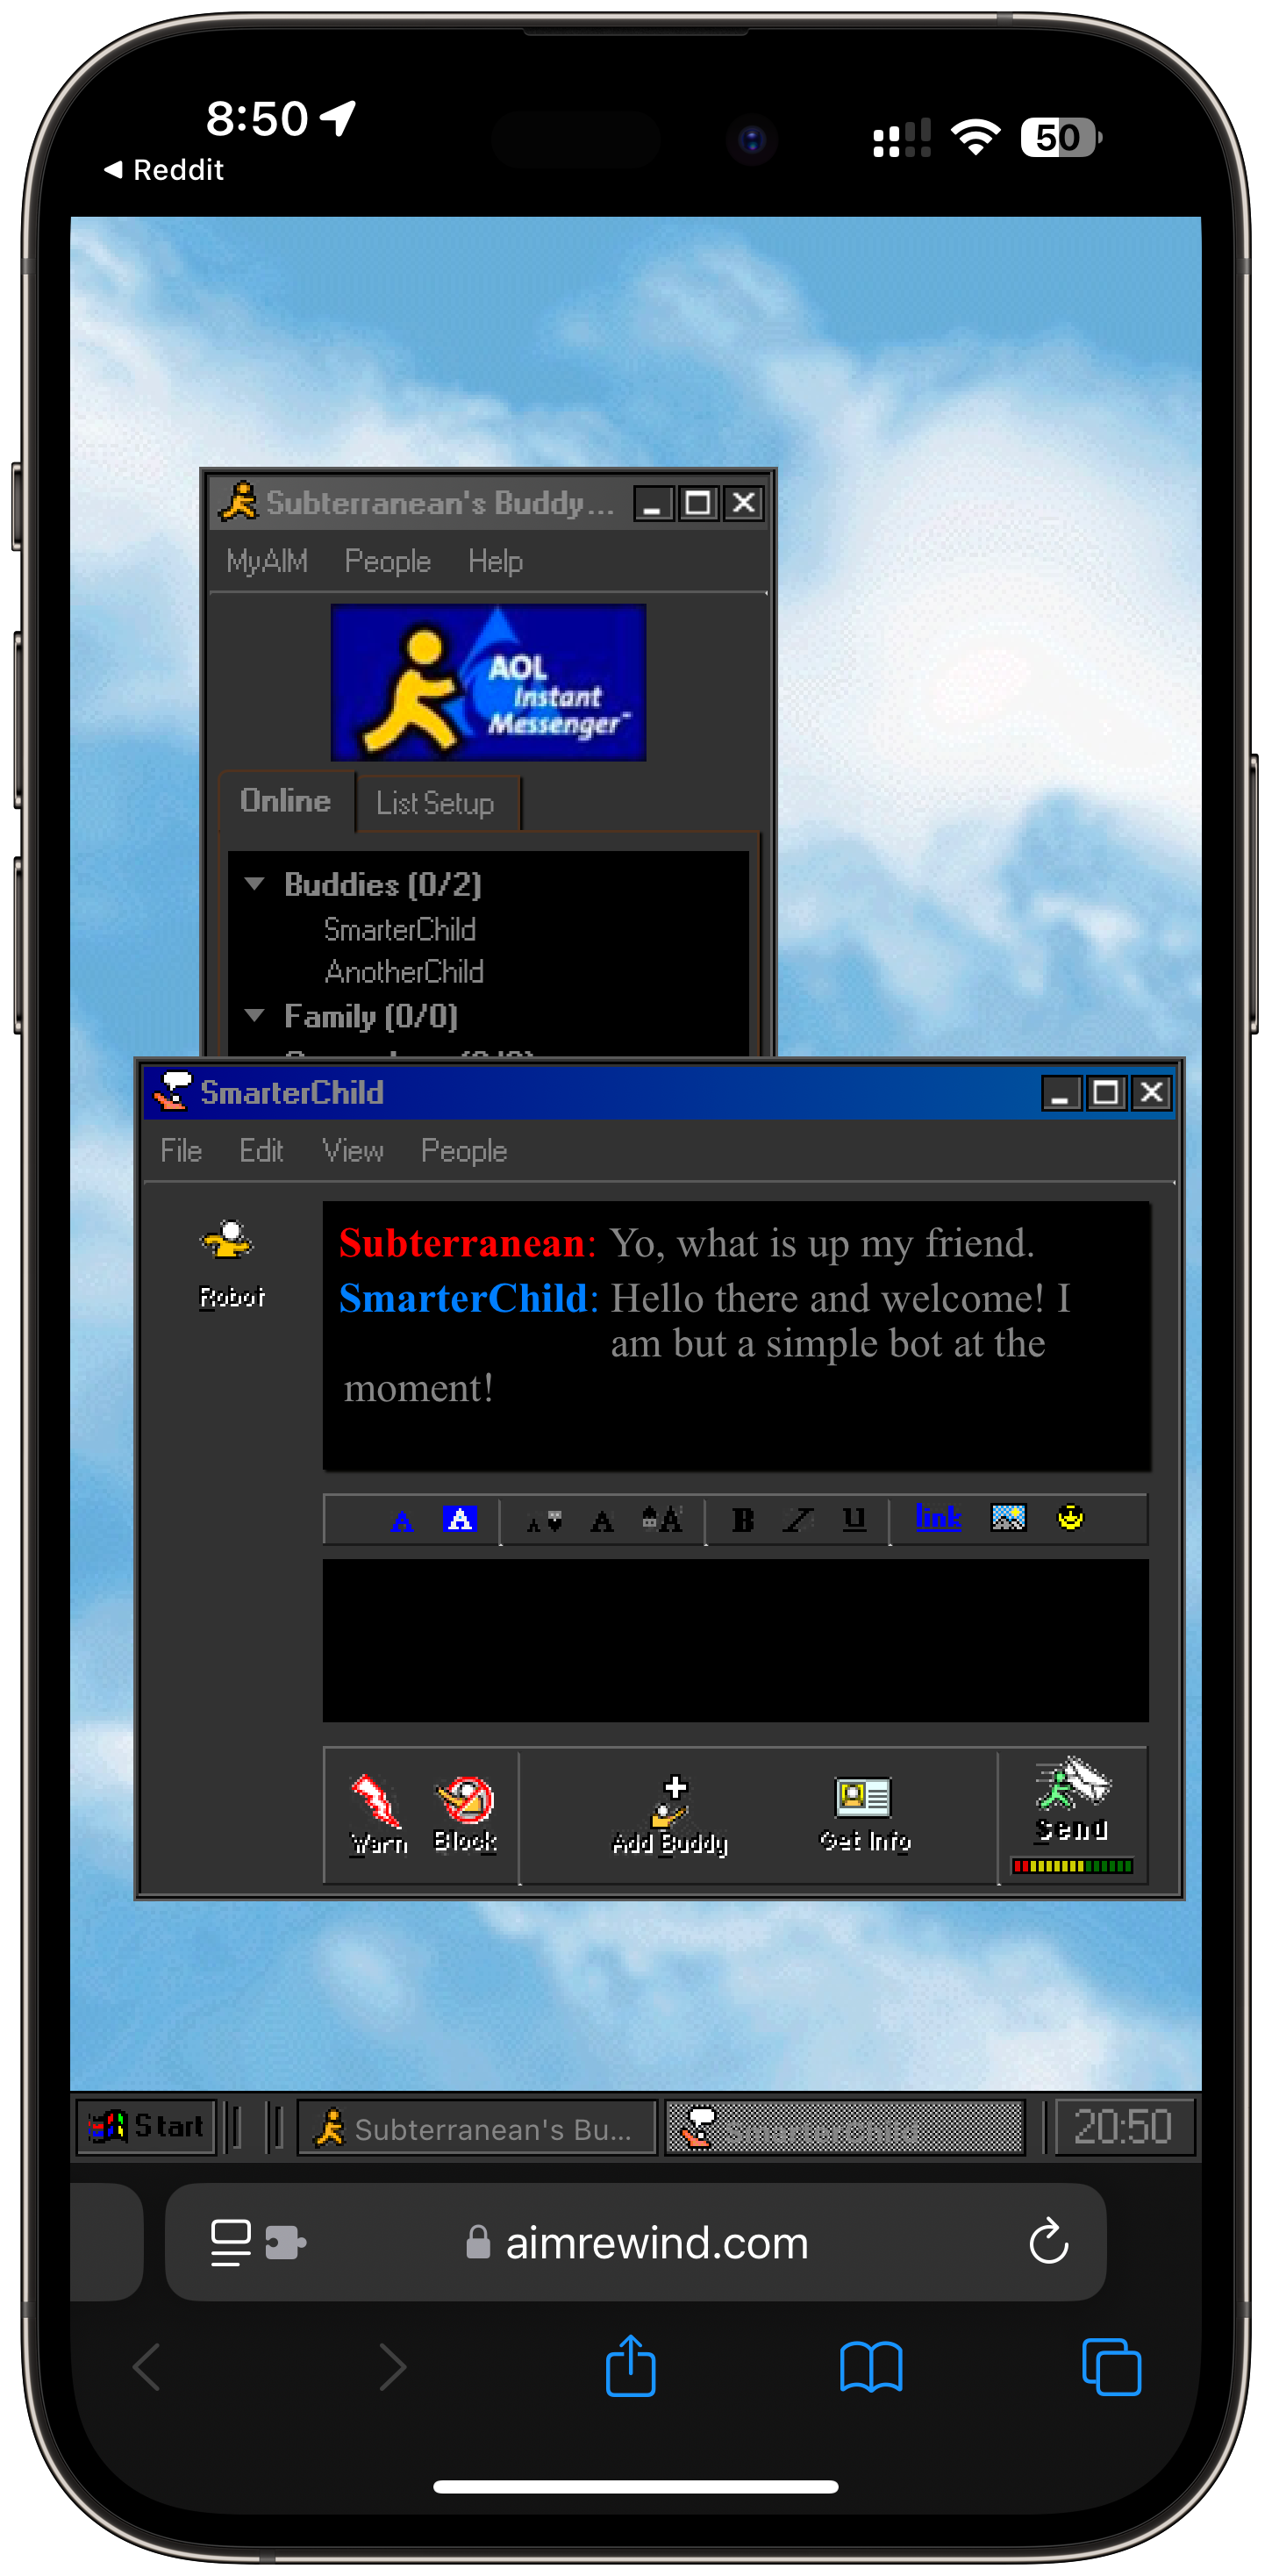 8:50
Reddit
50
Subterranean's Buddy...
MyAIM People Help
AOL
Instant
Messenger™
Online List Setup
Buddies (0/2)
SmarterChild
AnotherChild
Family (0/0)
SmarterChild
File Edit View People
Robot
Subterranean: Yo, what is up my friend.
SmarterChild: Hello there and welcome! I
am but a simple bot at the
moment!
A A A A A B I U link
Warn Block Add Buddy Get Info Send
Start Subterranean's Bu... SmarterChild 20:50
aimrewind.com